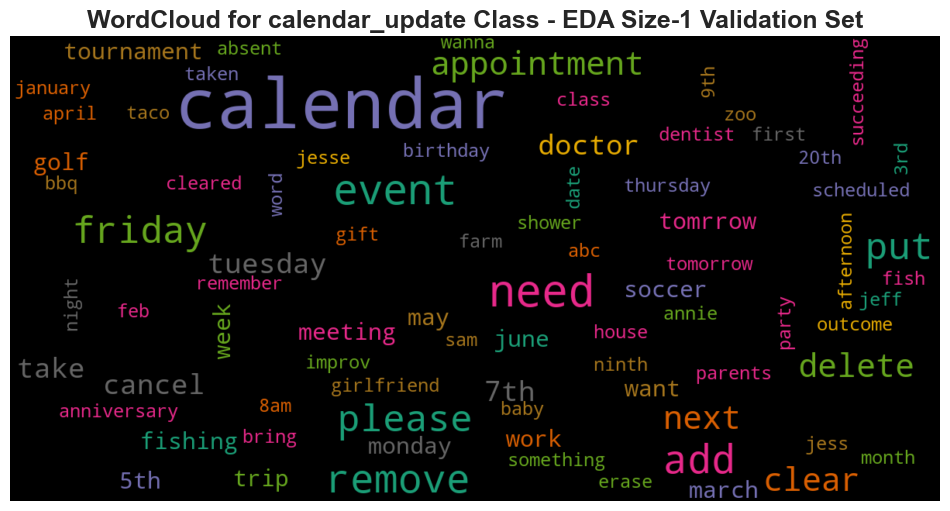 WordCloud for calendar_update Class - EDA Size-1 Validation Set
tournament
absent
wanna
appointment
taken
calendar
january
april
taco
class
9th
zoo
succeeding
dentist
first
doctor
golf
bbq
jesse
birthday
20th
3rd
cleared
word
event
date
thursday
scheduled
friday
gift
farm
shower
abc
tomrrow
afternoon
put
tuesday
remember
tomorrow
fish
night
feb
week
need
soccer
jeff
annie
may
meeting
sam
june
house
party
outcome
take
cancel
improv
girlfriend
7th
ninth
want
parents
delete
anniversary
8am
please
baby
next
fishing
bring
monday
work
something
add
jess
month
5th
trip
remove
erase
march
clear